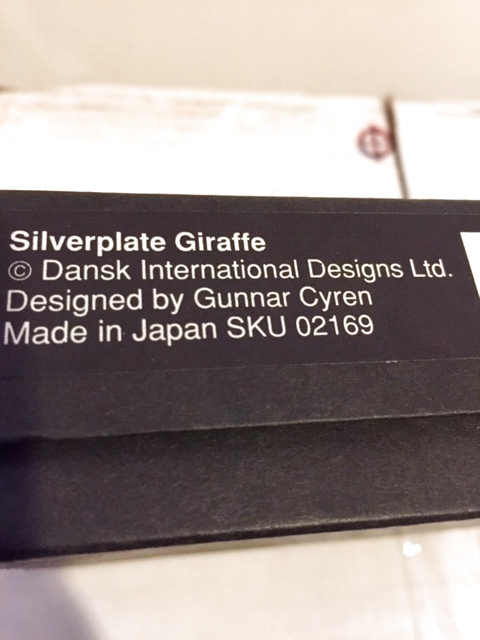 Silverplate Giraffe
© Dansk International Designs Ltd.
Designed by Gunnar Cyren
Made in Japan SKU 02169